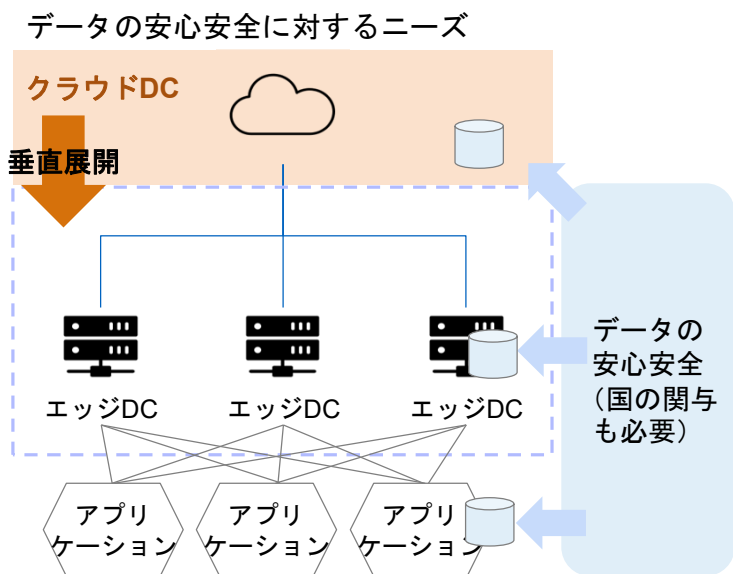 データの安心安全に対するニーズ
クラウドDC
垂直展開
エッジDC
エッジDC
エッジDC
データの
安心安全
（国の関与
も必要）
アプリ
ケーション
アプリ
ケーション
アプリ
ケーション